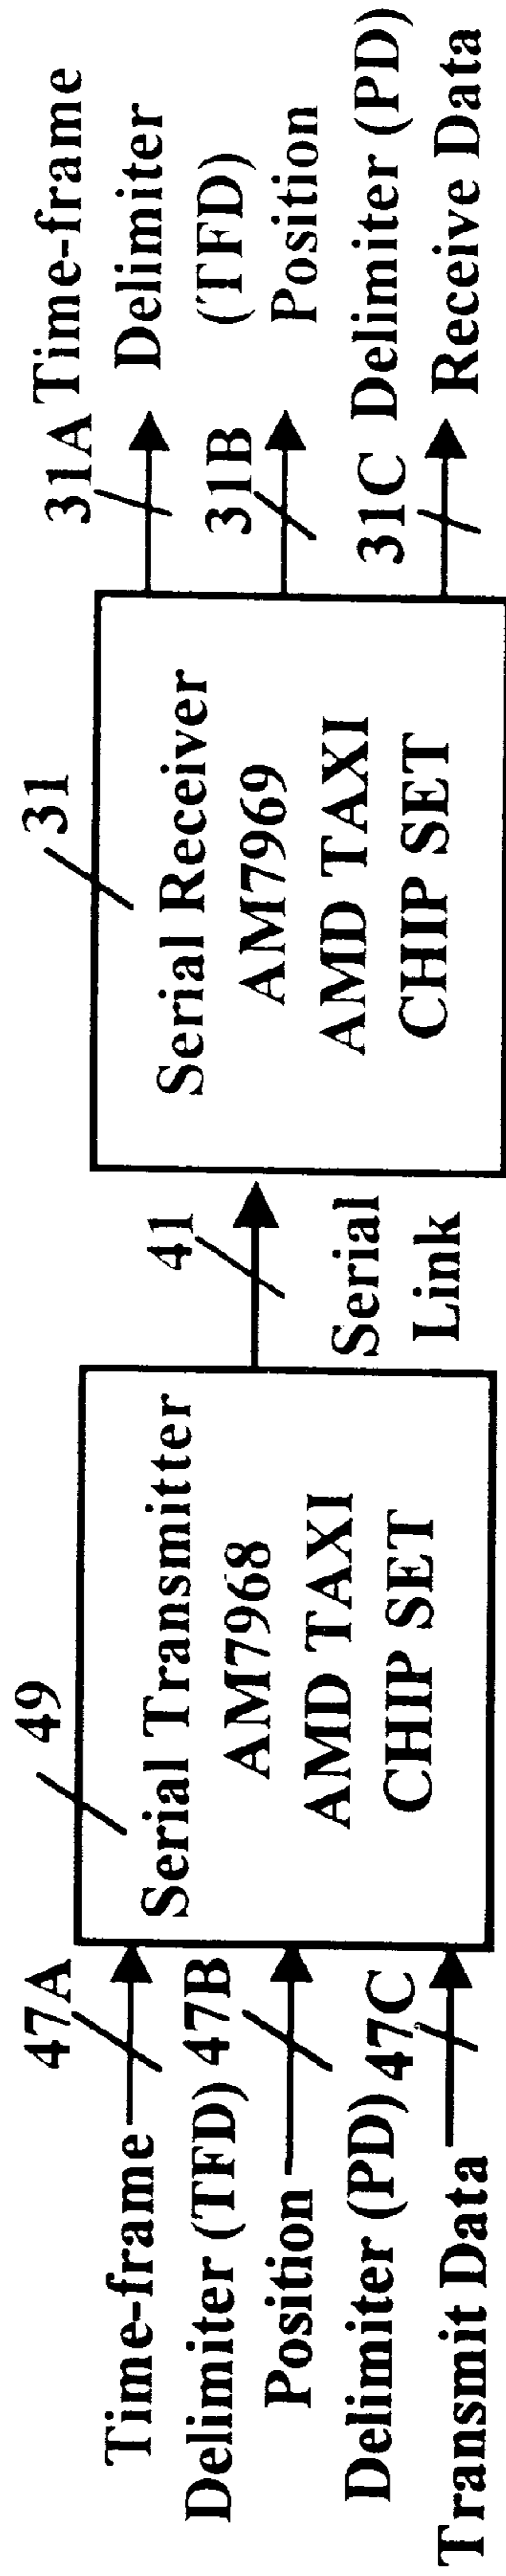 47A
Time-frame
Delimiter (TFD)
47B
Position
Delimiter (PD)
47C
Transmit Data
49
Serial Transmitter
AM7968
AMD TAXI
CHIP SET
41
Serial
Link
31
Serial Receiver
AM7969
AMD TAXI
CHIP SET
31A
Time-frame
Delimiter
(TFD)
31B
Position
Delimiter (PD)
31C
Receive Data